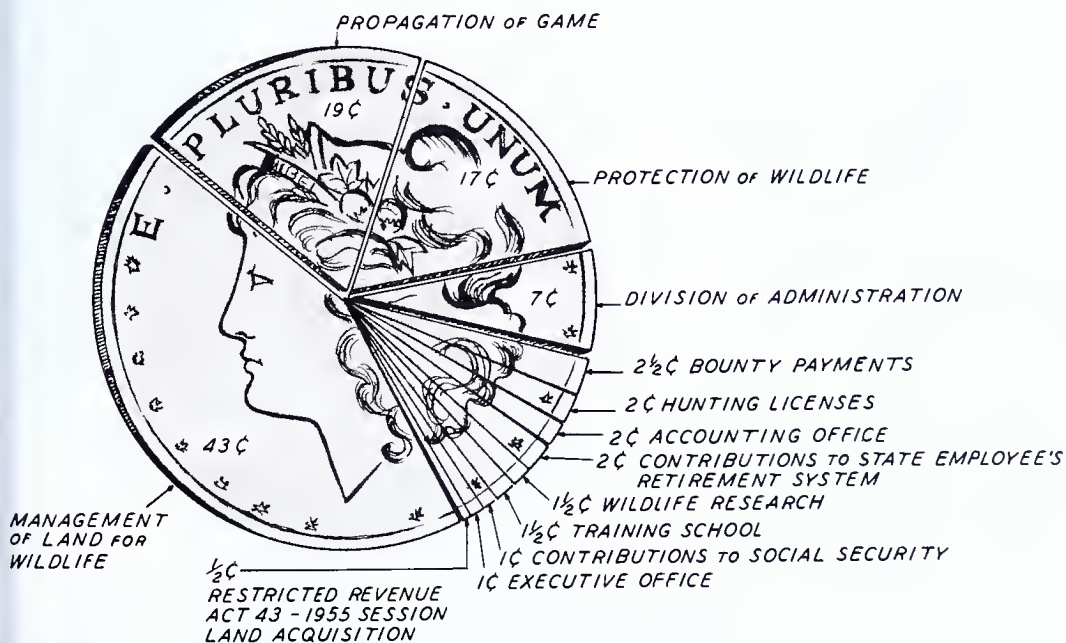 PROPAGATION OF GAME
PLURIBUS · UNUM
19¢
17¢
PROTECTION OF WILDLIFE
E
7¢
DIVISION OF ADMINISTRATION
2½¢ BOUNTY PAYMENTS
2¢ HUNTING LICENSES
2¢ ACCOUNTING OFFICE
2¢ CONTRIBUTIONS TO STATE EMPLOYEE'S
RETIREMENT SYSTEM
43¢
1½¢ WILDLIFE RESEARCH
MANAGEMENT
OF LAND FOR
WILDLIFE
1½¢ TRAINING SCHOOL
1¢ CONTRIBUTIONS TO SOCIAL SECURITY
1¢ EXECUTIVE OFFICE
½¢
RESTRICTED REVENUE
ACT 43 - 1955 SESSION
LAND ACQUISITION